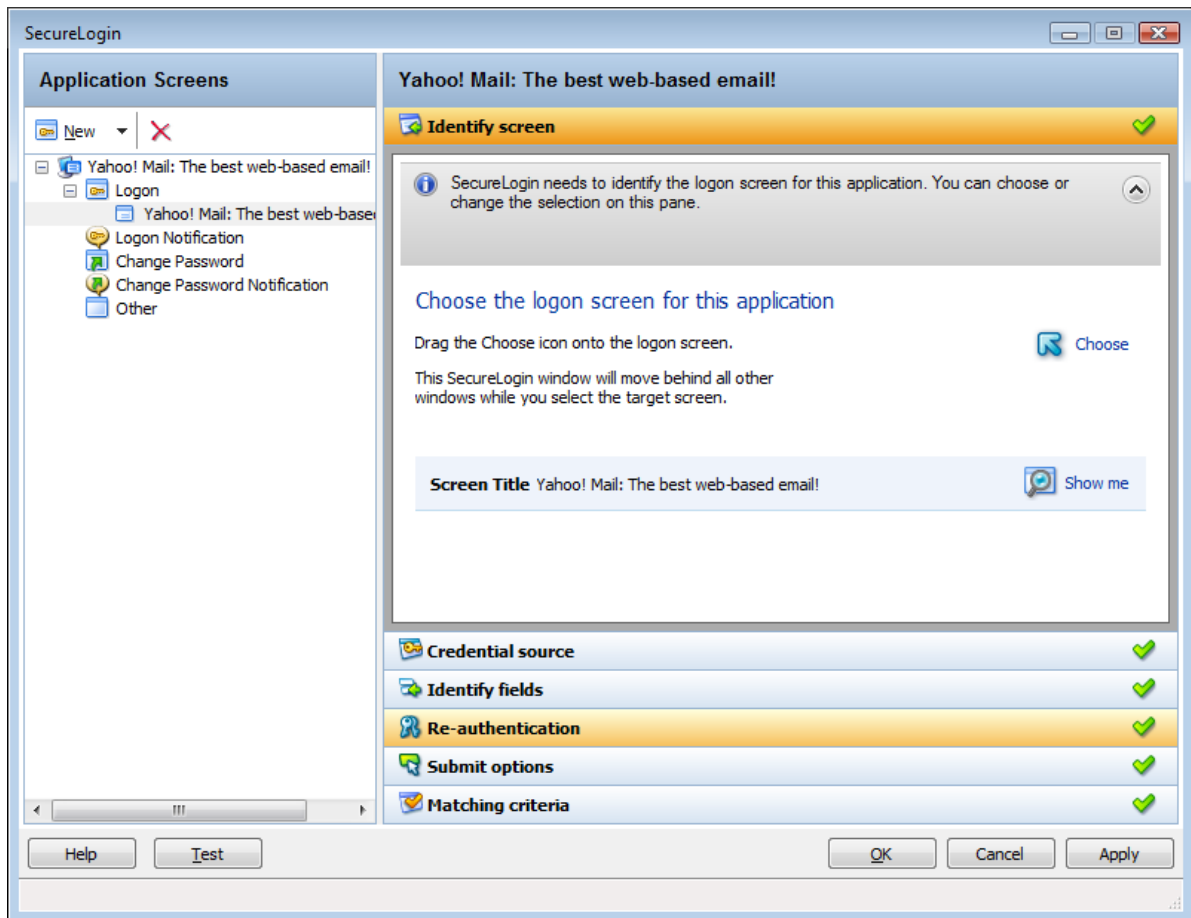 SecureLogin
Application Screens
New
Yahoo! Mail: The best web-based email!
Logon
Yahoo! Mail: The best web-base
Logon Notification
Change Password
Change Password Notification
Other
Yahoo! Mail: The best web-based email!
Identify screen
SecureLogin needs to identify the logon screen for this application. You can choose or
change the selection on this pane.
Choose the logon screen for this application
Drag the Choose icon onto the logon screen.
Choose
This SecureLogin window will move behind all other
windows while you select the target screen.
Screen Title Yahoo! Mail: The best web-based email!
Show me
Credential source
Identify fields
Re-authentication
Submit options
Matching criteria
Help
Test
OK
Cancel
Apply